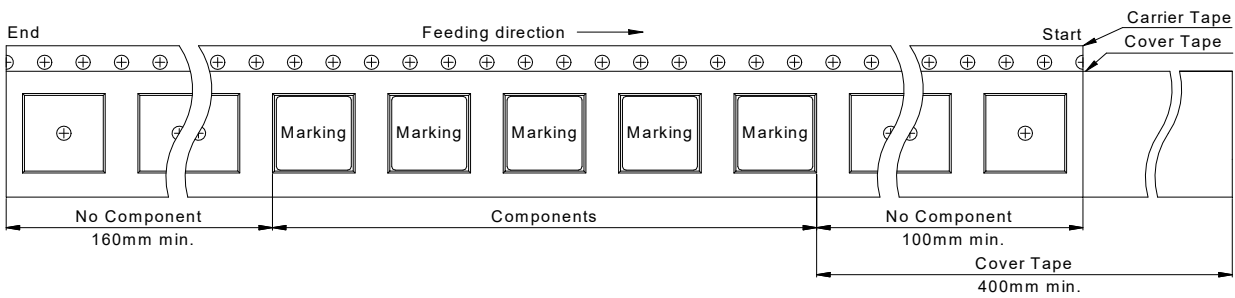 End
Feeding direction
Start
Carrier Tape
Cover Tape
Marking
Marking
Marking
Marking
Marking
No Component
160mm min.
Components
No Component
100mm min.
Cover Tape
400mm min.